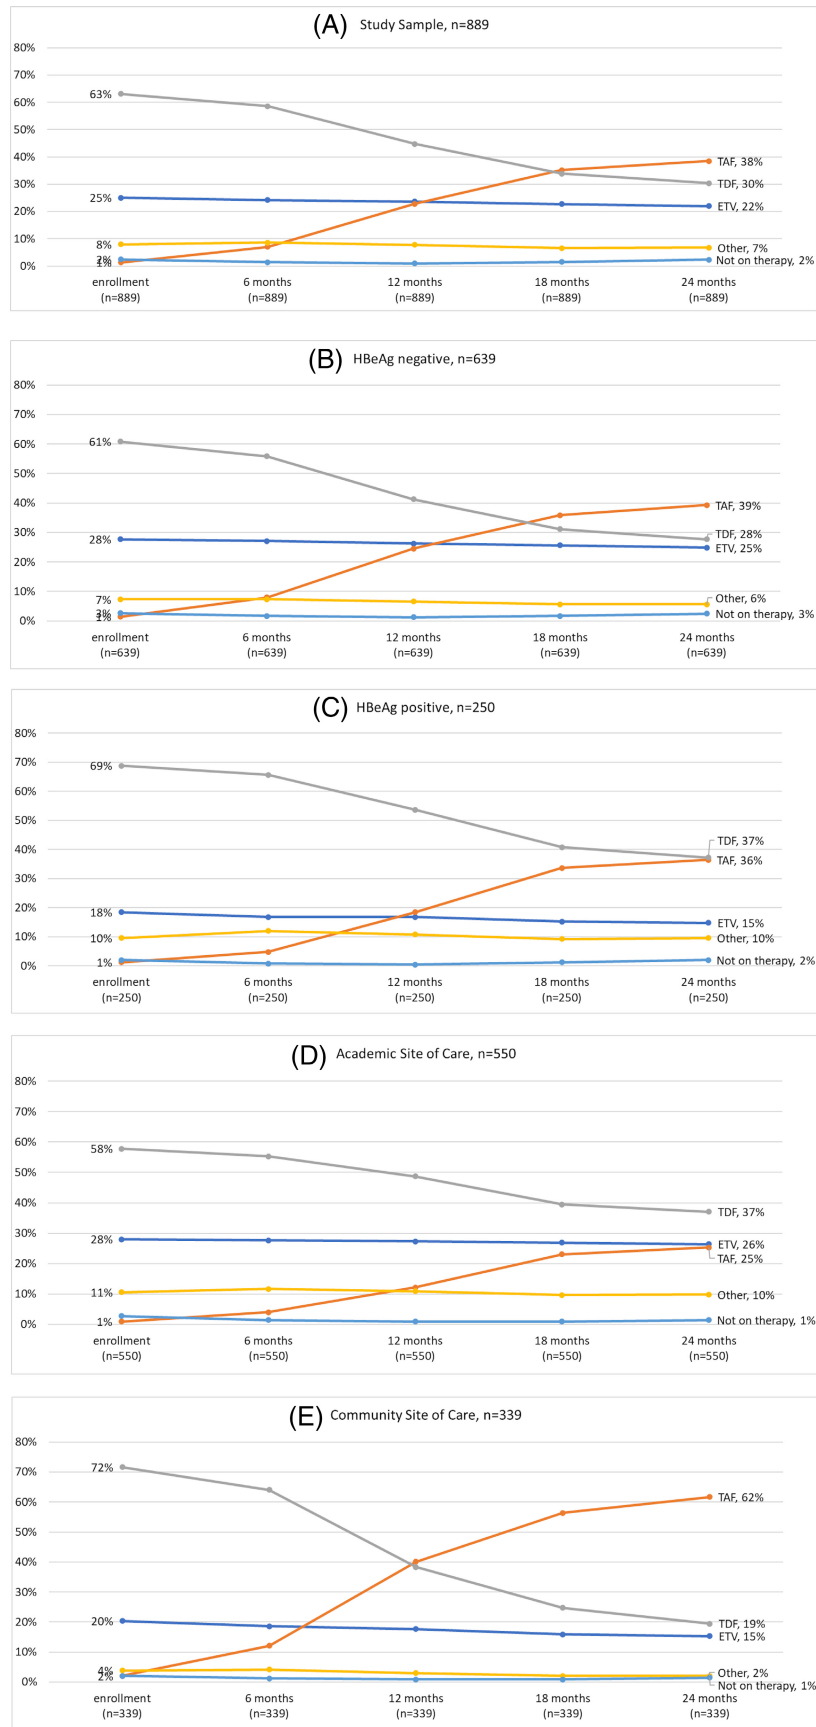 (A) Study Sample, n=889
80%
70%
63%
60%
50%
40%
TAF, 38%
30%
TDF, 30%
25%
20%
ETV, 22%
10%
8%
Other, 7%
2%
1%
0%
Not on therapy, 2%
enrollment 6 months 12 months 18 months 24 months
(n=889) (n=889) (n=889) (n=889) (n=889)
(B) HBeAg negative, n=639
80%
70%
61%
60%
50%
40%
TAF, 39%
30%
28%
TDF, 28%
ETV, 25%
20%
10%
7%
Other, 6%
3%
1%
0%
Not on therapy, 3%
enrollment 6 months 12 months 18 months 24 months
(n=639) (n=639) (n=639) (n=639) (n=639)
(C) HBeAg positive, n=250
80%
70%
69%
60%
50%
40%
TDF, 37%
TAF, 36%
30%
20%
18%
ETV, 15%
10%
10%
Other, 10%
1%
0%
Not on therapy, 2%
enrollment 6 months 12 months 18 months 24 months
(n=250) (n=250) (n=250) (n=250) (n=250)
(D) Academic Site of Care, n=550
80%
70%
60%
58%
50%
40%
TDF, 37%
30%
28%
ETV, 26%
TAF, 25%
20%
10%
11%
Other, 10%
1%
0%
Not on therapy, 1%
enrollment 6 months 12 months 18 months 24 months
(n=550) (n=550) (n=550) (n=550) (n=550)
(E) Community Site of Care, n=339
80%
72%
70%
60%
TAF, 62%
50%
40%
30%
20%
20%
TDF, 19%
ETV, 15%
10%
4%
2%
0%
Other, 2%
Not on therapy, 1%
enrollment 6 months 12 months 18 months 24 months
(n=339) (n=339) (n=339) (n=339) (n=339)